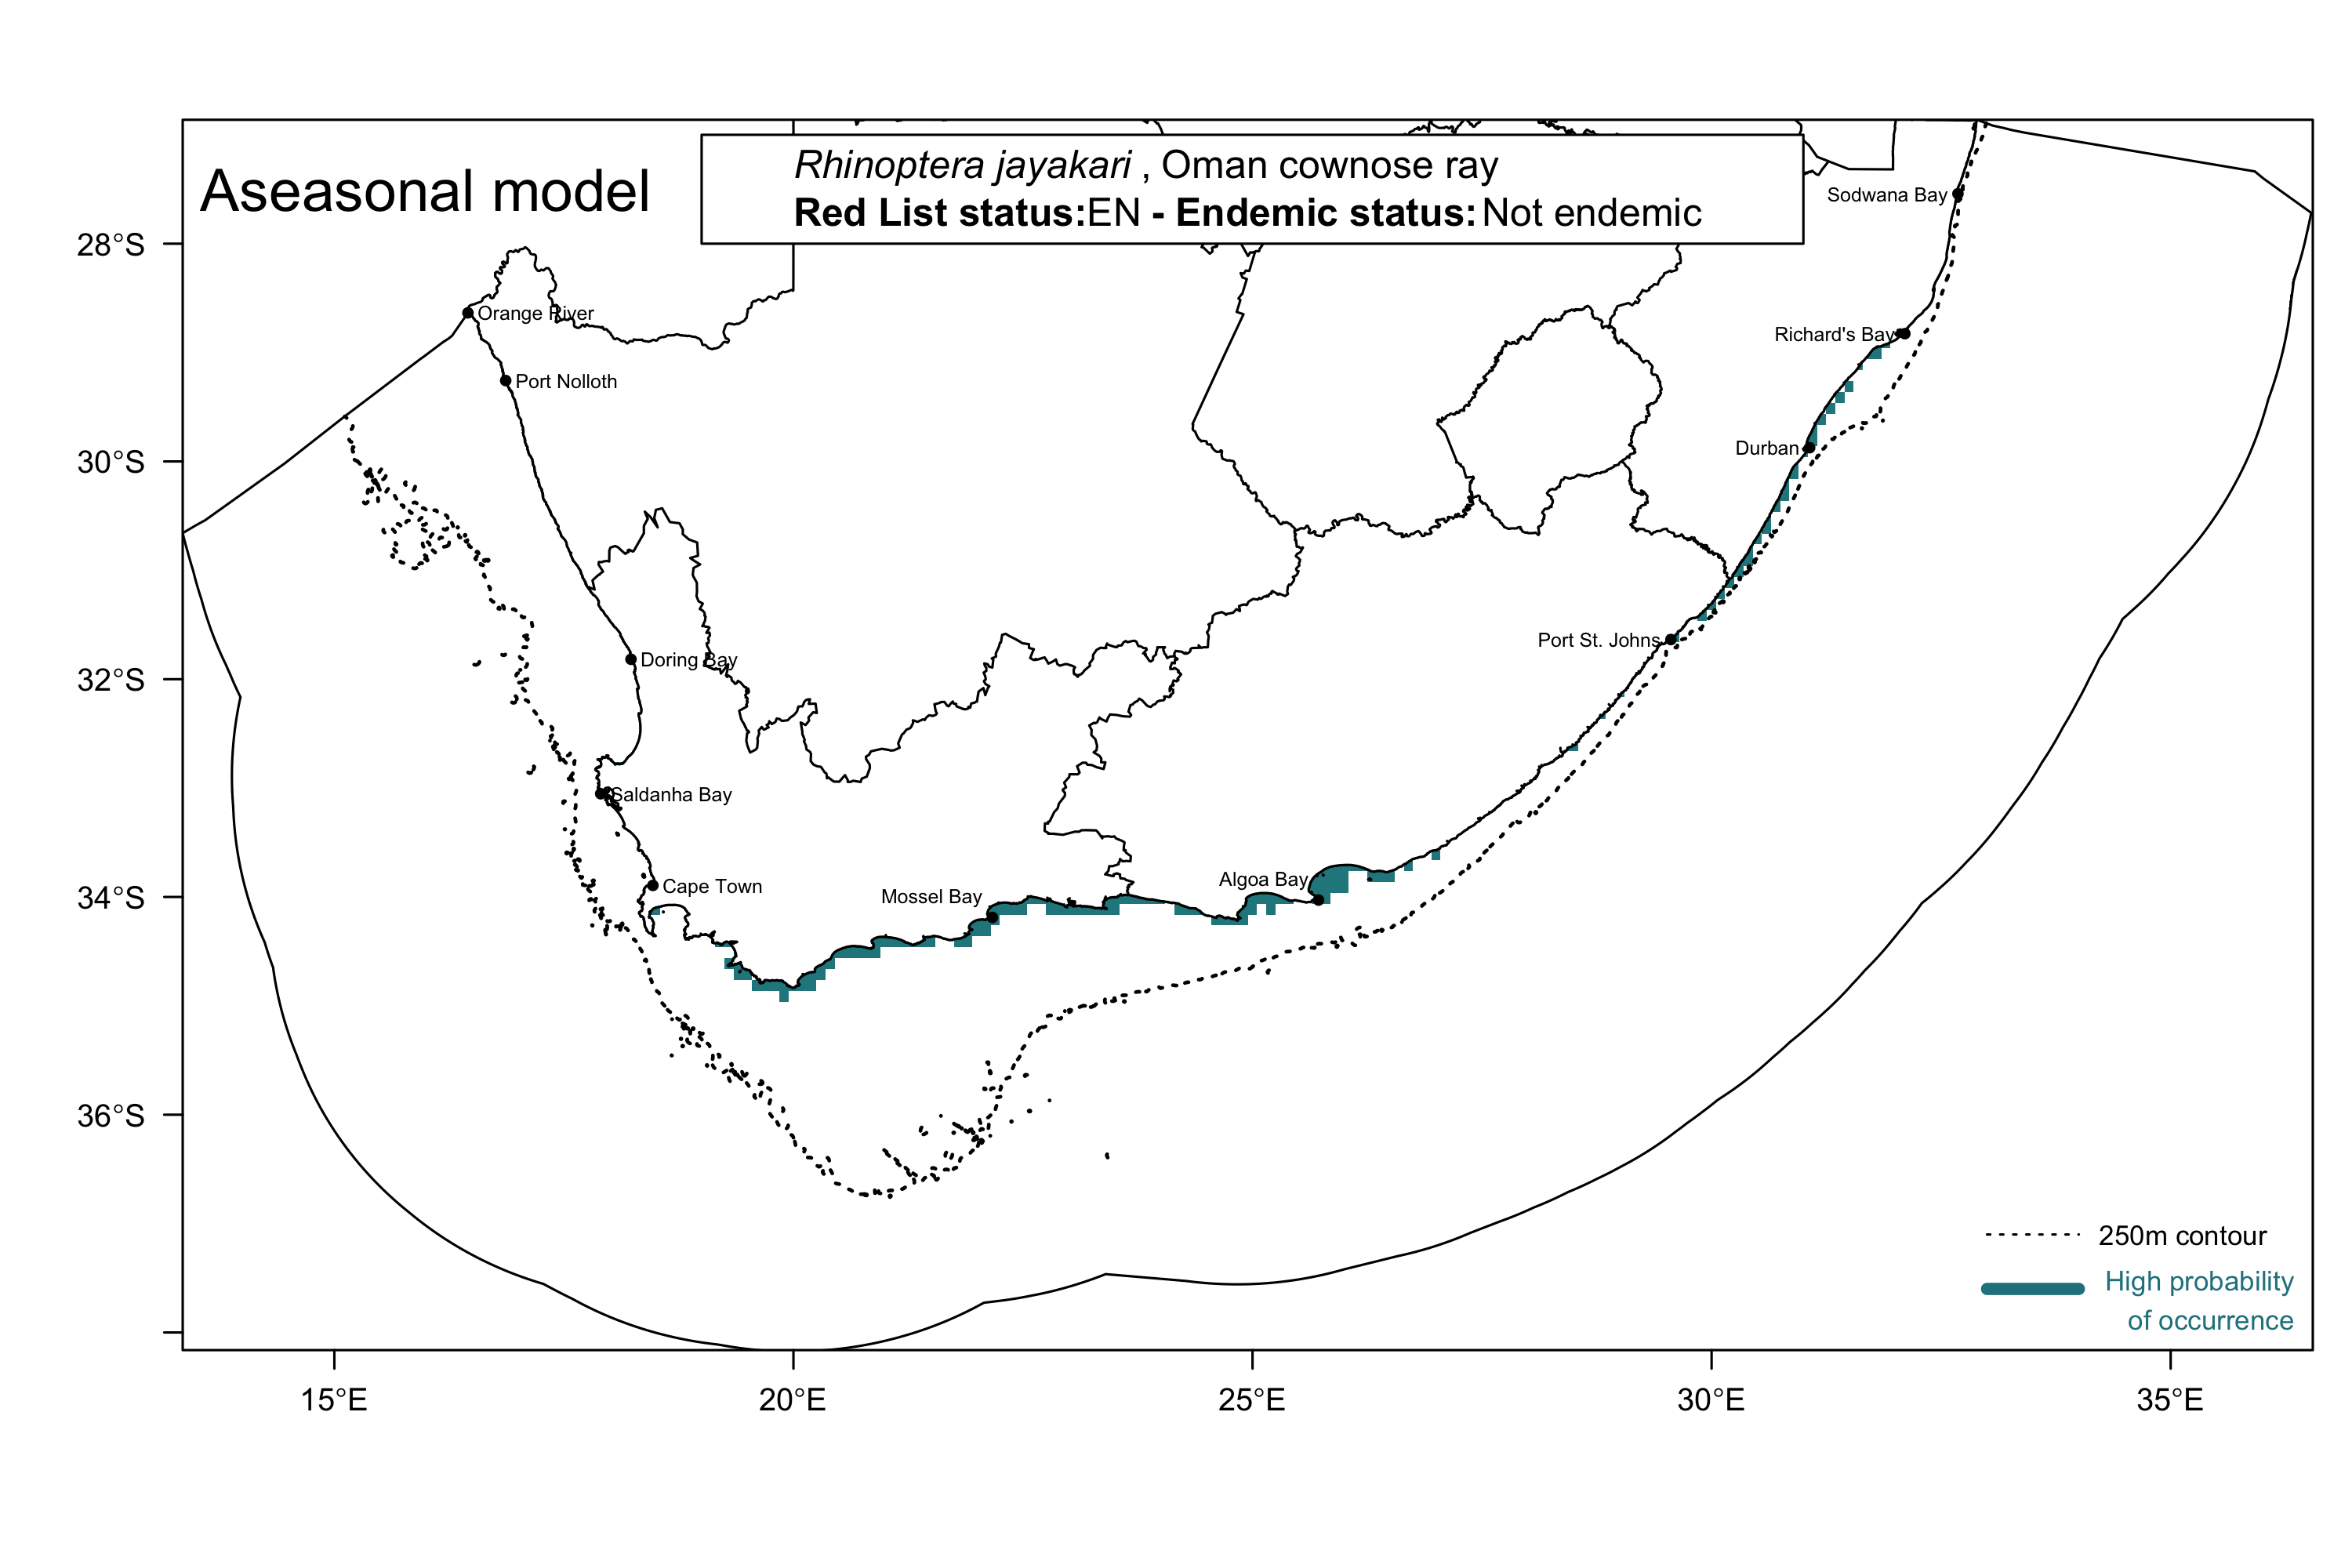 Aseasonal model
Rhinoptera jayakari , Oman cownose ray
Red List status:EN - Endemic status: Not endemic
Sodwana Bay
28°S
Orange River
Richard's Bay
Port Nolloth
Durban
30°S
Port St. Johns
Doring Bay
32°S
Saldanha Bay
Algoa Bay
Cape Town
Mossel Bay
34°S
36°S
250m contour
High probability
of occurrence
15°E
20°E
25°E
30°E
35°E